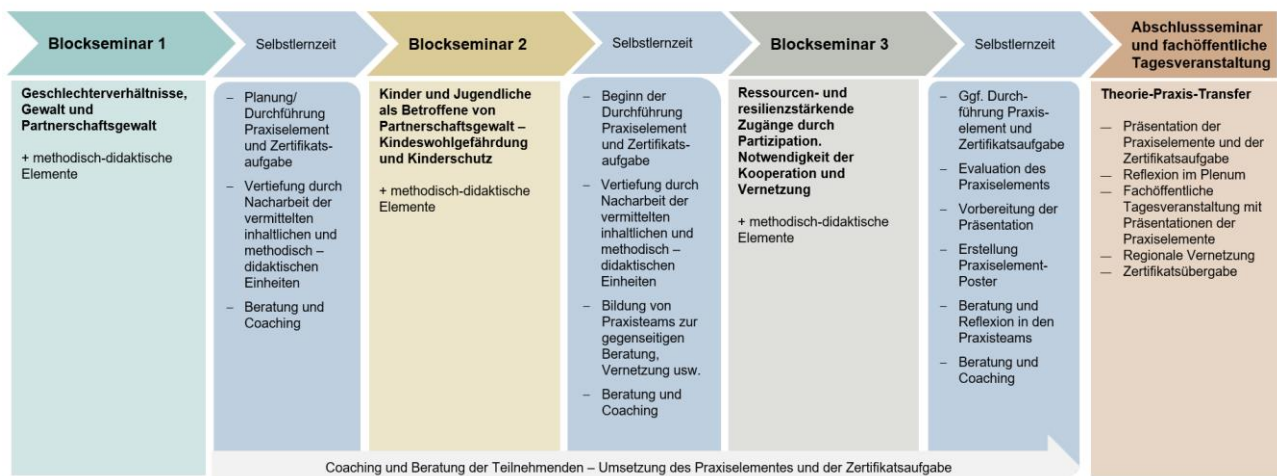 Blockseminar 1
Geschlechterverhältnisse,
Gewalt und
Partnerschaftsgewalt
+ methodisch-didaktische
Elemente
Selbstlernzeit
– Planung/
Durchführung
Praxiselement
und Zertifikats-
aufgabe
– Vertiefung durch
Nacharbeit der
vermittelten
inhaltlichen und
methodisch –
didaktischen
Einheiten
– Beratung und
Coaching
Blockseminar 2
Kinder und Jugendliche
als Betroffene von
Partnerschaftsgewalt –
Kindeswohlgefährdung
und Kinderschutz
+ methodisch-didaktische
Elemente
Selbstlernzeit
– Beginn der
Durchführung
Praxiselement
und Zertifikats-
aufgabe
– Vertiefung durch
Nacharbeit der
vermittelten
inhaltlichen und
methodisch –
didaktischen
Einheiten
– Bildung von
Praxisteams zur
gegenseitigen
Beratung,
Vernetzung usw.
– Beratung und
Coaching
Blockseminar 3
Ressourcen- und
resilienzstärkende
Zugänge durch
Partizipation.
Notwendigkeit der
Kooperation und
Vernetzung
+ methodisch-didaktische
Elemente
Selbstlernzeit
– Ggf. Durch-
führung Praxis-
element und
Zertifikatsaufgabe
– Evaluation des
Praxiselements
– Vorbereitung der
Präsentation
– Erstellung
Praxiselement-
Poster
– Beratung und
Reflexion in den
Praxisteams
– Beratung und
Coaching
Abschlussseminar
und fachöffentliche
Tagesveranstaltung
Theorie-Praxis-Transfer
— Präsentation der
Praxiselemente und der
Zertifikatsaufgabe
— Reflexion im Plenum
— Fachöffentliche
Tagesveranstaltung mit
Präsentationen der
Praxiselemente
— Regionale Vernetzung
— Zertifikatsübergabe
Coaching und Beratung der Teilnehmenden – Umsetzung des Praxiselementes und der Zertifikatsaufgabe